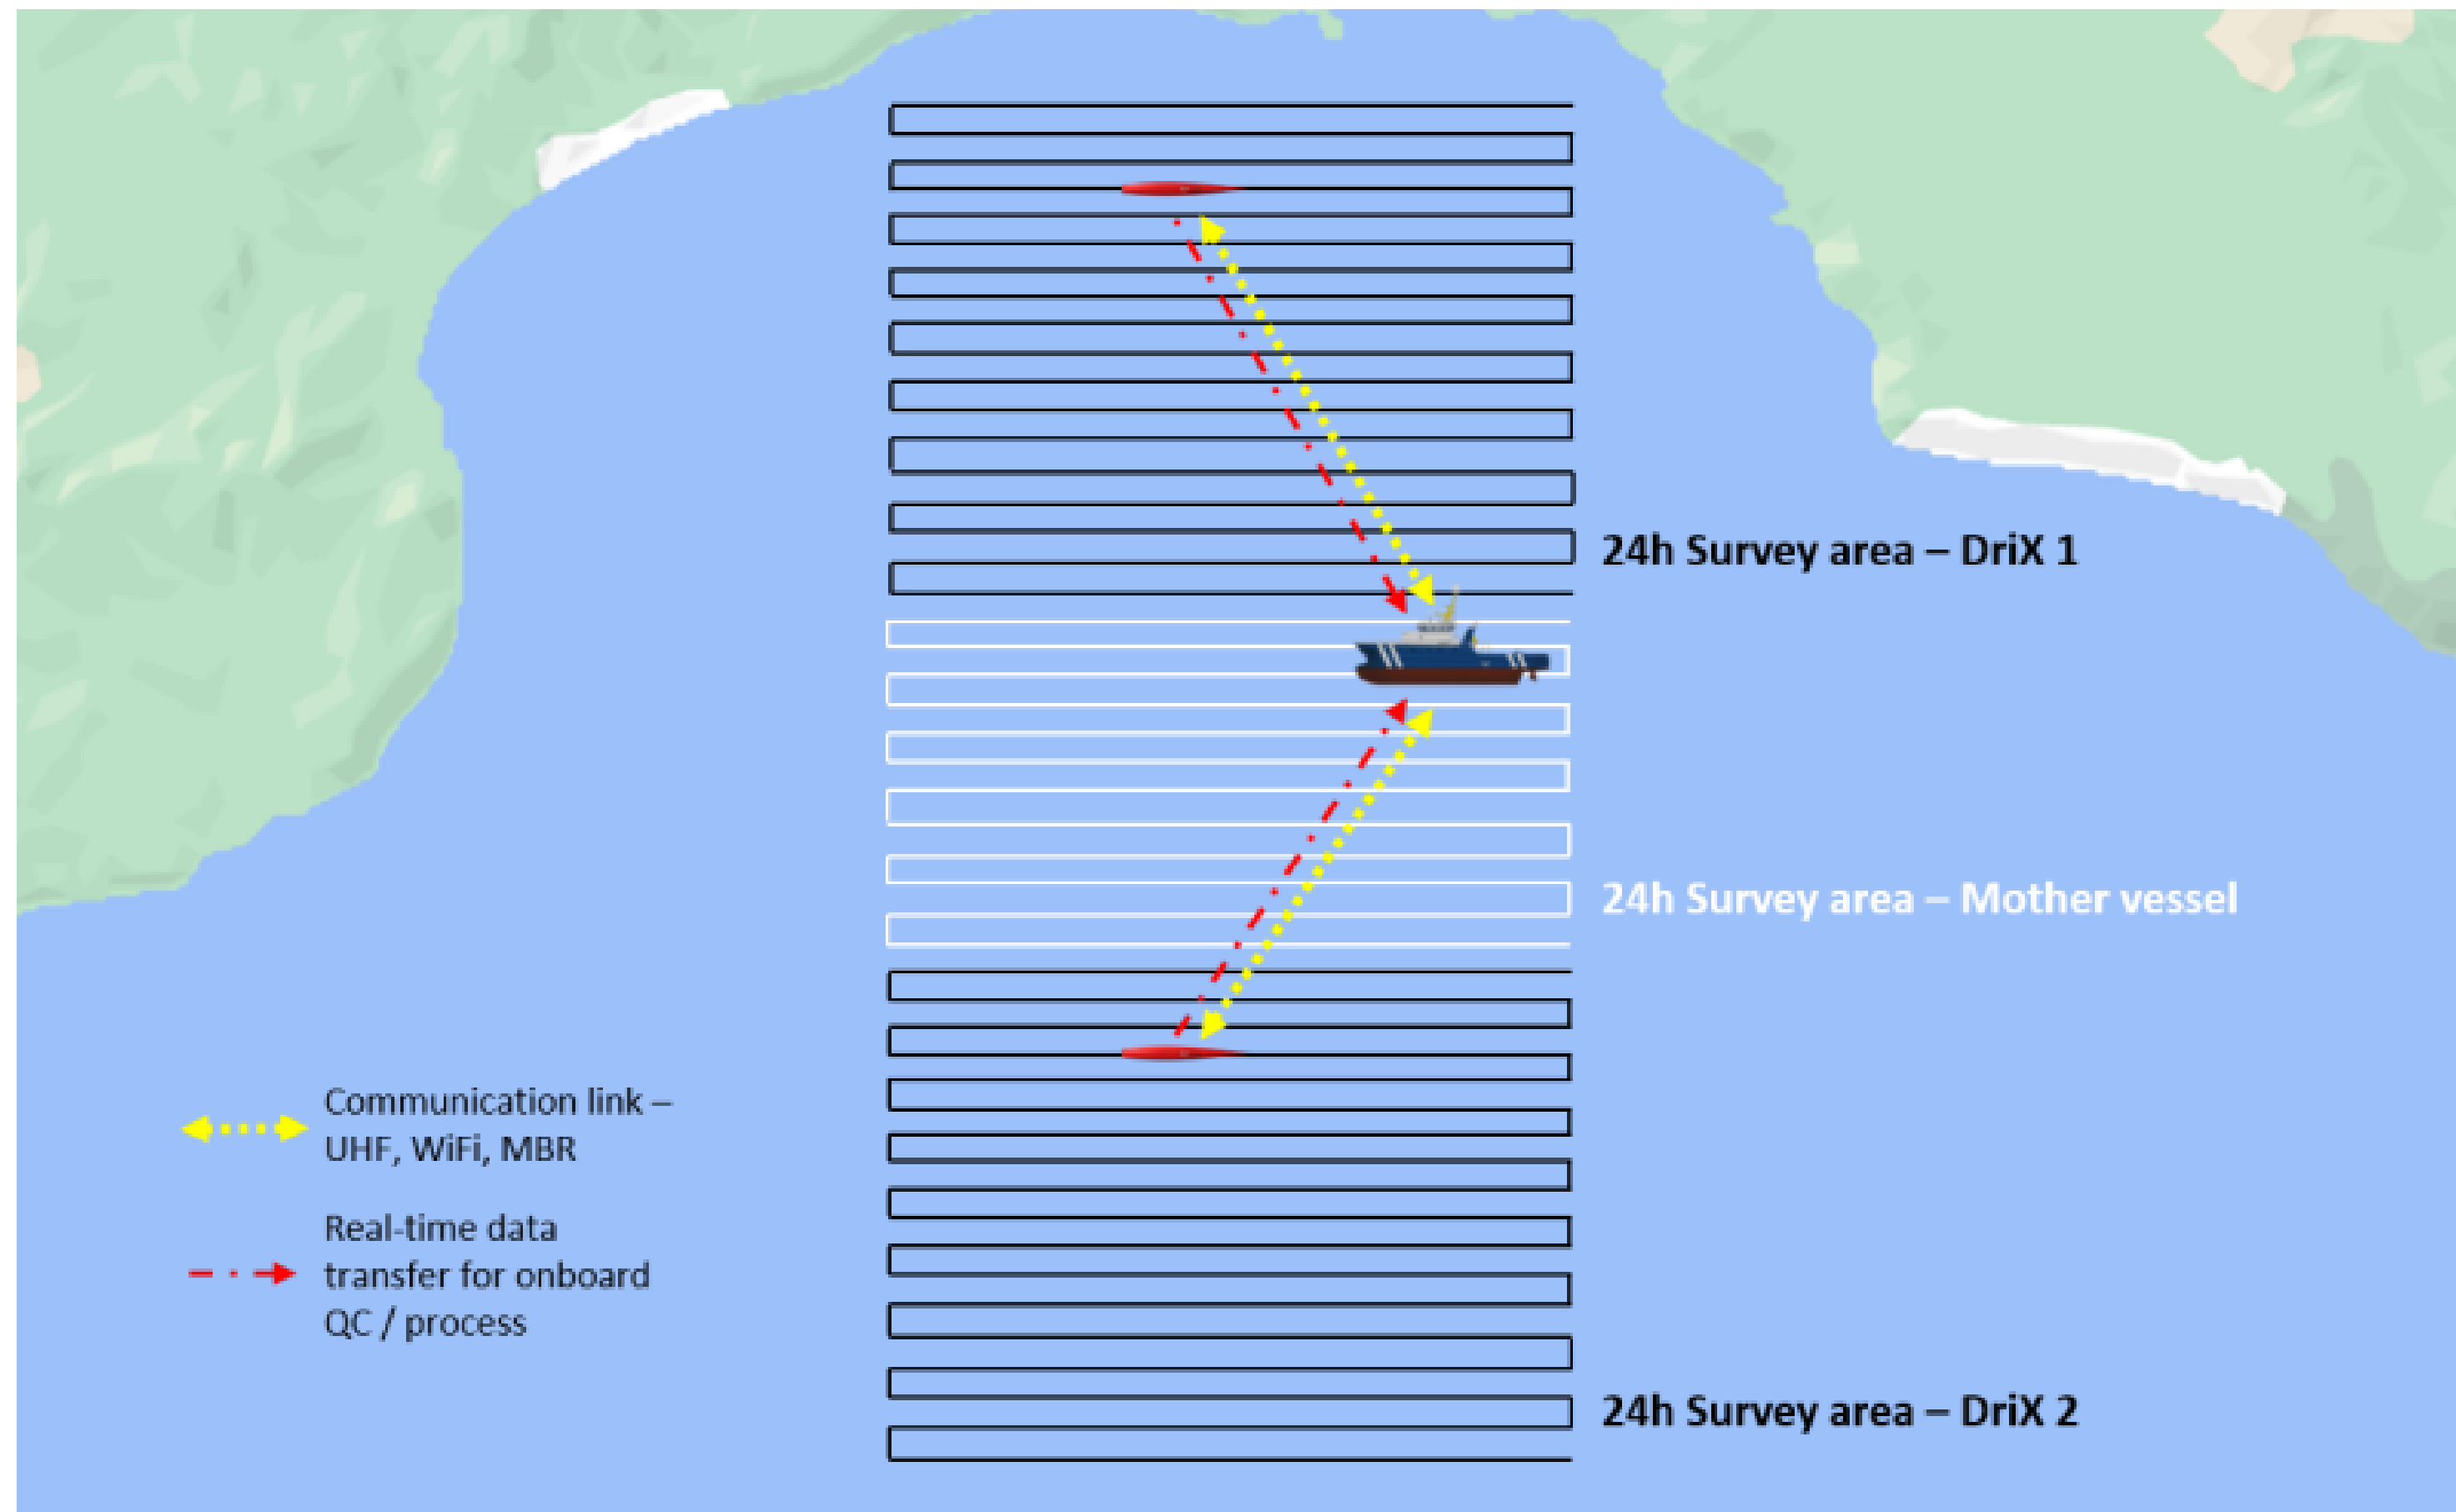 24h Survey area – DriX 1
24h Survey area – Mother vessel
Communication link –
UHF, WiFi, MBR
Real-time data
transfer for onboard
QC / process
24h Survey area – DriX 2